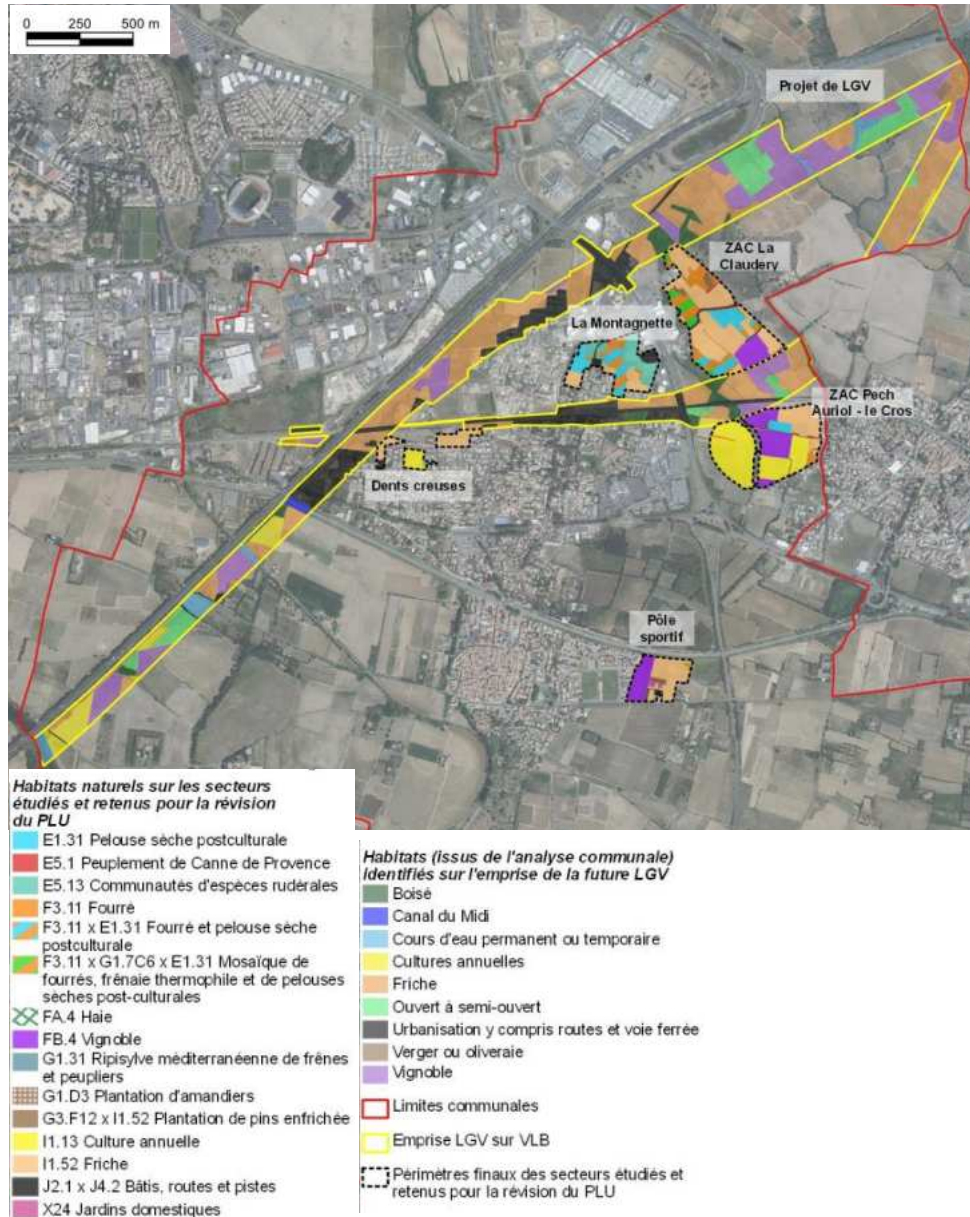 0 250 500 m
Projet de LGV
ZAC La
Claudery
La Montagnette
ZAC Pech
Auriol - le Cros
Dents creuses
Pôle
sportif
Habitats naturels sur les secteurs
étudiés et retenus pour la révision
du PLU
E1.31 Pelouse sèche postculturale
E5.1 Peuplement de Canne de Provence
E5.13 Communautés d'espèces rudérales
F3.11 Fourré
F3.11 x E1.31 Fourré et pelouse sèche
postculturale
F3.11 x G1.7C6 x E1.31 Mosaïque de
fourrés, frênaie thermophile et de pelouses
sèches post-culturales
FA.4 Haie
FB.4 Vignoble
G1.31 Ripisylve méditerranéenne de frênes
et peupliers
G1.D3 Plantation d'amandiers
G3.F12 x I1.52 Plantation de pins enfrichée
I1.13 Culture annuelle
I1.52 Friche
J2.1 x J4.2 Bâtis, routes et pistes
X24 Jardins domestiques
Habitats (issus de l'analyse communale)
identifiés sur l'emprise de la future LGV
Boisé
Canal du Midi
Cours d'eau permanent ou temporaire
Cultures annuelles
Friche
Ouvert à semi-ouvert
Urbanisation y compris routes et voie ferrée
Verger ou oliveraie
Vignoble
Limites communales
Emprise LGV sur VLB
Périmètres finaux des secteurs étudiés et
retenus pour la révision du PLU